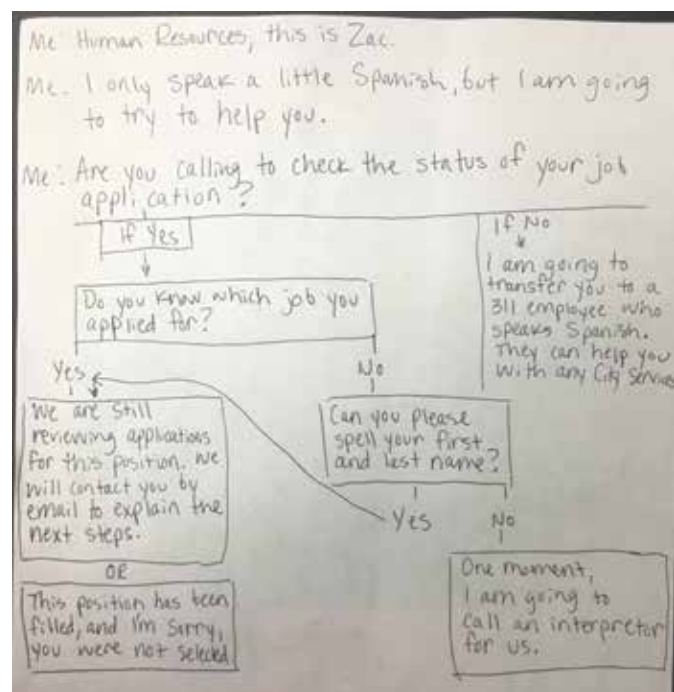 Me: Human Resources, this is Zac.
Me: I only speak a little Spanish, but I am going
to try to help you.
Me: Are you calling to check the status of your job
application?
If Yes
Do you know which job you
applied for?
Yes
We are still
reviewing applications
for this position. We
will contact you by
email to explain the
next steps.
OR
This position has been
filled, and I'm sorry,
you were not selected
No
Can you please
spell your first
and last name?
Yes
No
One moment,
I am going to
call an interpretor
for us.
If No
I am going to
transfer you to a
311 employee who
speaks Spanish.
They can help you
with any City Services